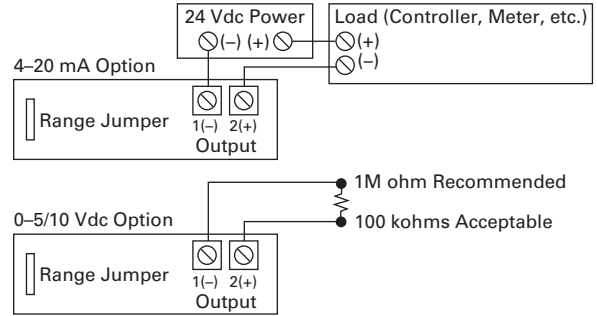 24 Vdc Power
(–) (+)
Load (Controller, Meter, etc.)
(+)
(–)
4–20 mA Option
Range Jumper
1(–) 2(+)
Output
1M ohm Recommended
0–5/10 Vdc Option
100 kohms Acceptable
Range Jumper
1(–) 2(+)
Output